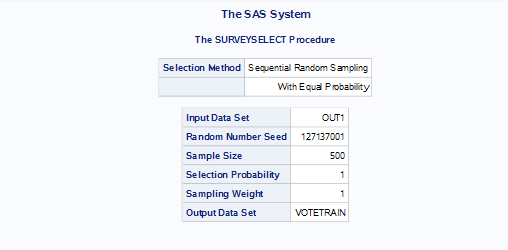 The SAS System
The SURVEYSELECT Procedure
Selection Method Sequential Random Sampling
With Equal Probability
Input Data Set OUT1
Random Number Seed 127137001
Sample Size 500
Selection Probability 1
Sampling Weight 1
Output Data Set VOTETRAIN